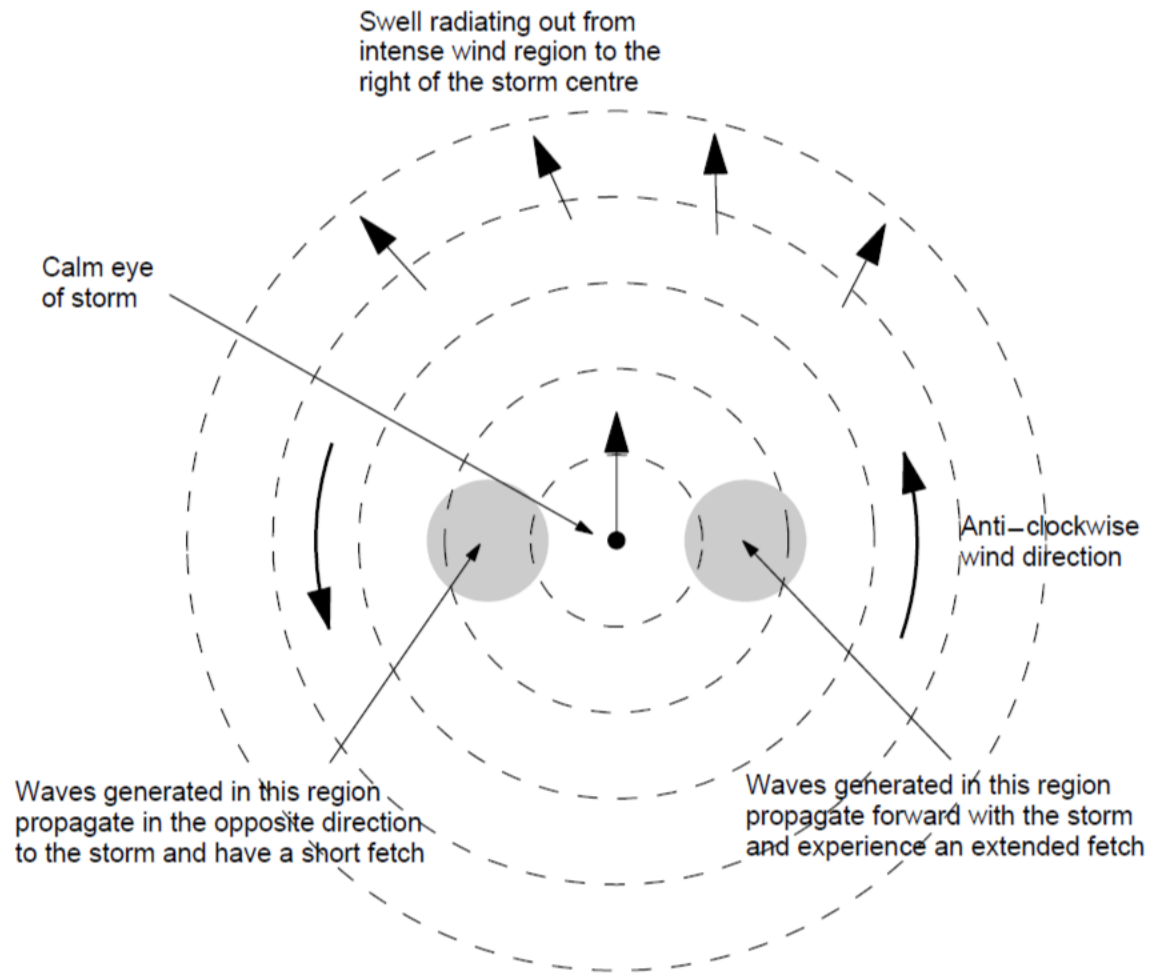 Swell radiating out from
intense wind region to the
right of the storm centre
Calm eye
of storm
Anti-clockwise
wind direction
Waves generated in this region
propagate in the opposite direction
to the storm and have a short fetch
Waves generated in this region
propagate forward with the storm
and experience an extended fetch